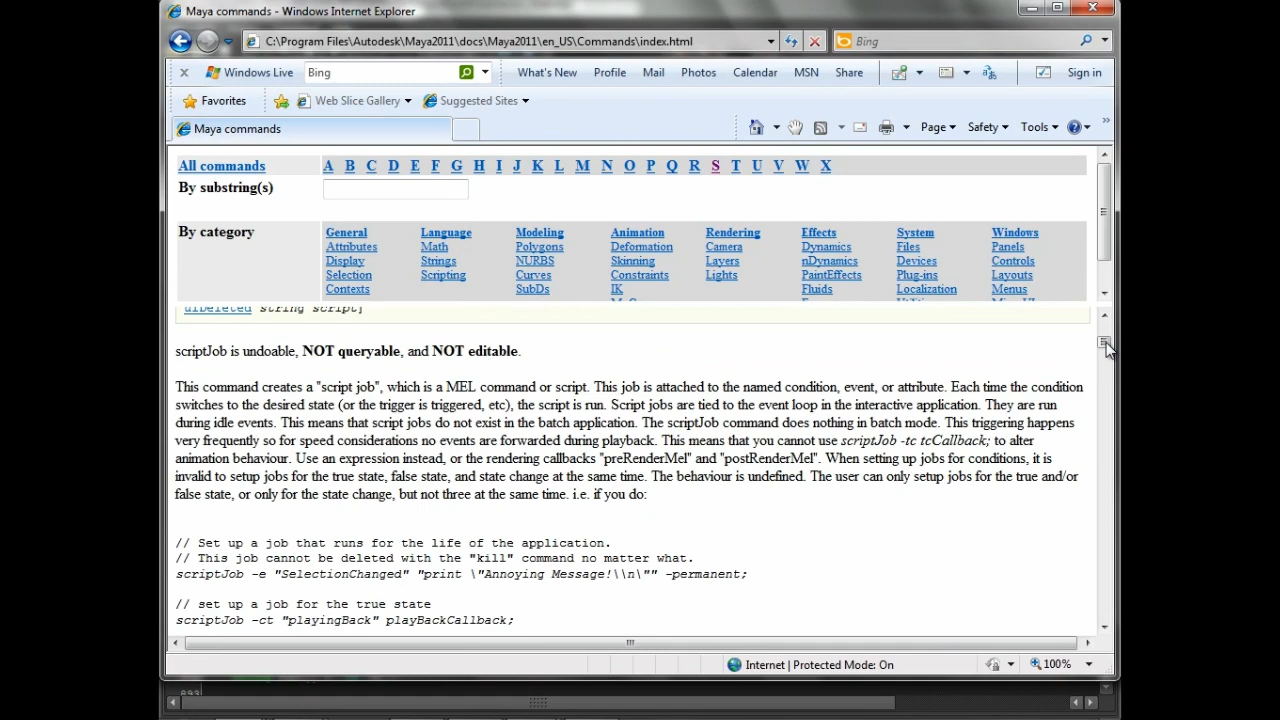 Maya commands - Windows Internet Explorer
C:\Program Files\Autodesk\Maya2011\docs\Maya2011\en_US\Commands\index.html
Bing
Windows Live
Bing
What's New Profile Mail Photos Calendar MSN Share
Sign in
Favorites
Web Slice Gallery
Suggested Sites
Maya commands
Page Safety Tools
All commands A B C D E F G H I J K L M N O P Q R S T U V W X
By substring(s)
By category
General Language Modeling Animation Rendering Effects System Windows
Attributes Math Polygons Deformation Camera Dynamics Files Panels
Display Strings NURBS Skinning Layers nDynamics Devices Controls
Selection Scripting Curves Constraints Lights PaintEffects Plug-ins Layouts
Contexts SubDs IK Fluids Localization Menus
uiDeleted string script]
scriptJob is undoable, NOT queryable, and NOT editable.
This command creates a "script job", which is a MEL command or script. This job is attached to the named condition, event, or attribute. Each time the condition
switches to the desired state (or the trigger is triggered, etc), the script is run. Script jobs are tied to the event loop in the interactive application. They are run
during idle events. This means that script jobs do not exist in the batch application. The scriptJob command does nothing in batch mode. This triggering happens
very frequently so for speed considerations no events are forwarded during playback. This means that you cannot use scriptJob -tc tcCallback; to alter
animation behaviour. Use an expression instead, or the rendering callbacks "preRenderMel" and "postRenderMel". When setting up jobs for conditions, it is
invalid to setup jobs for the true state, false state, and state change at the same time. The behaviour is undefined. The user can only setup jobs for the true and/or
false state, or only for the state change, but not three at the same time. i.e. if you do:
// Set up a job that runs for the life of the application.
// This job cannot be deleted with the "kill" command no matter what.
scriptJob -e "SelectionChanged" "print \"Annoying Message!\\n\"" -permanent;
// set up a job for the true state
scriptJob -ct "playingBack" playBackCallback;
Internet | Protected Mode: On
100%
893